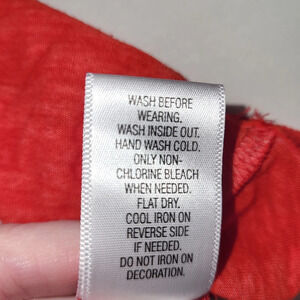 WASH BEFORE
WEARING.
WASH INSIDE OUT.
HAND WASH COLD.
ONLY NON-
CHLORINE BLEACH
WHEN NEEDED.
FLAT DRY.
COOL IRON ON
REVERSE SIDE
IF NEEDED.
DO NOT IRON ON
DECORATION.